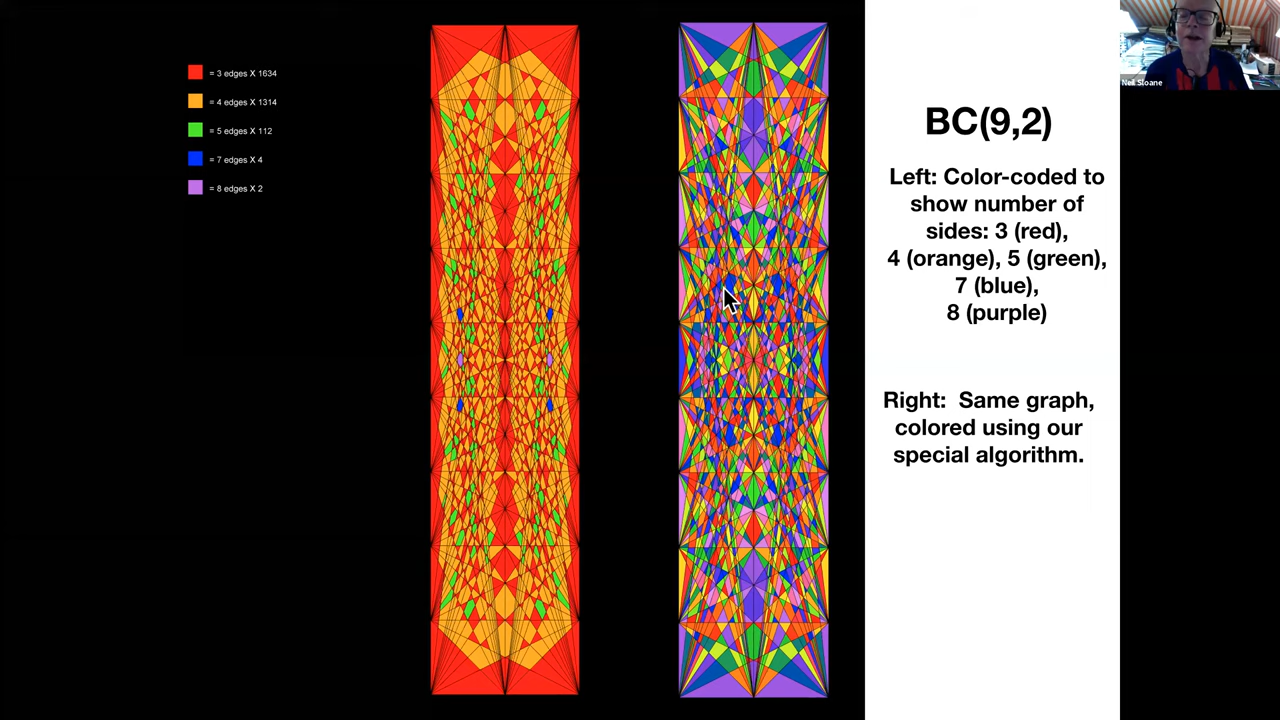 = 3 edges X 1634
= 4 edges X 1314
= 5 edges X 112
= 7 edges X 4
= 8 edges X 2
BC(9,2)
Left: Color-coded to
show number of
sides: 3 (red),
4 (orange), 5 (green),
7 (blue),
8 (purple)
Right: Same graph,
colored using our
special algorithm.
Neil Sloane